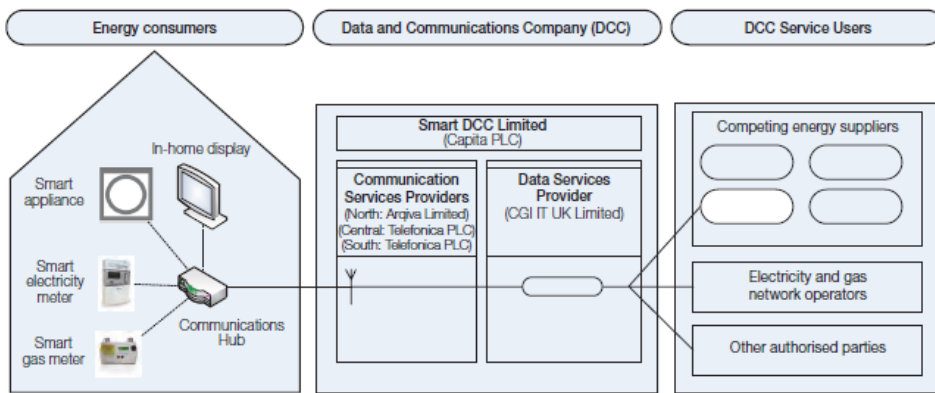 Energy consumers
Data and Communications Company (DCC)
DCC Service Users
In-home display
Smart
appliance
Smart
electricity
meter
Smart
gas meter
Communications
Hub
Smart DCC Limited
(Capita PLC)
Communication
Services Providers
(North: Arqiva Limited)
(Central: Telefonica PLC)
(South: Telefonica PLC)
Data Services
Provider
(CGI IT UK Limited)
Competing energy suppliers
Electricity and gas
network operators
Other authorised parties